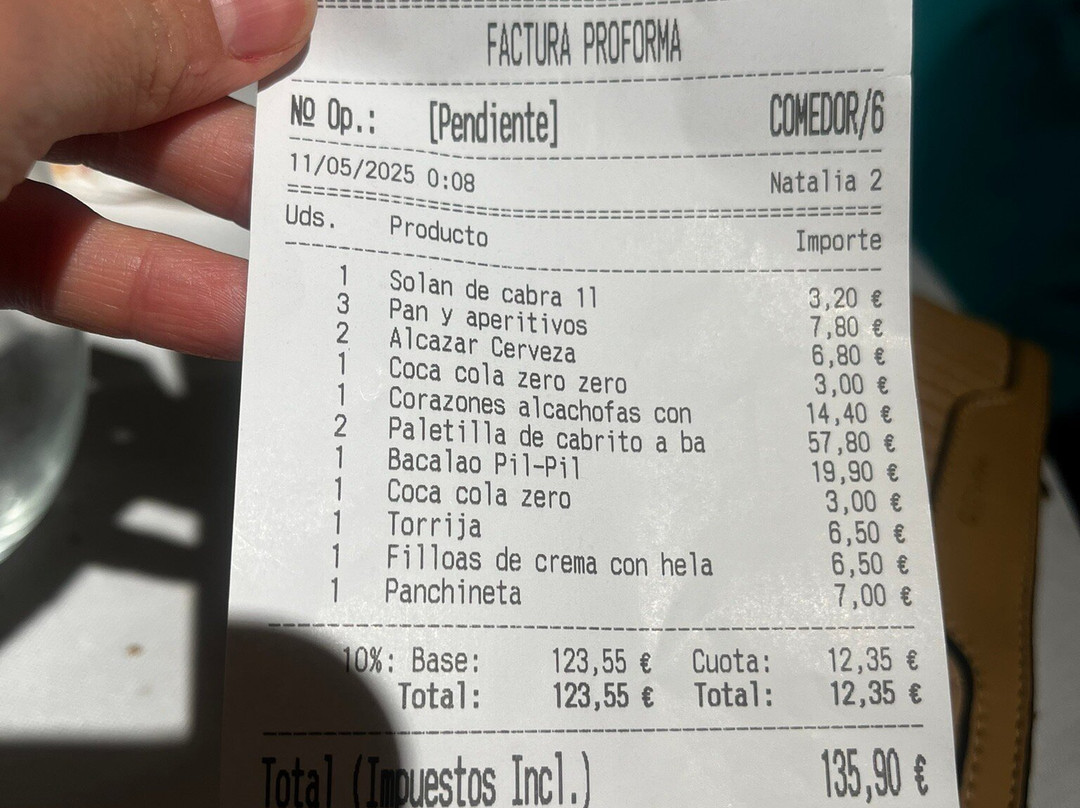 FACTURA PROFORMA
Nº Op.: [Pendiente] COMEDOR/6
11/05/2025 0:08 Natalia 2
Uds. Producto Importe
1 Solan de cabra 1l 3,20 €
3 Pan y aperitivos 7,80 €
2 Alcazar Cerveza 6,80 €
1 Coca cola zero zero 3,00 €
1 Corazones alcachofas con 14,40 €
2 Paletilla de cabrito a ba 57,80 €
1 Bacalao Pil-Pil 19,90 €
1 Coca cola zero 3,00 €
1 Torrija 6,50 €
1 Filloas de crema con hela 6,50 €
1 Panchineta 7,00 €
10%: Base: 123,55 € Cuota: 12,35 €
Total: 123,55 € Total: 12,35 €
Total (Impuestos Incl.) 135,90 €